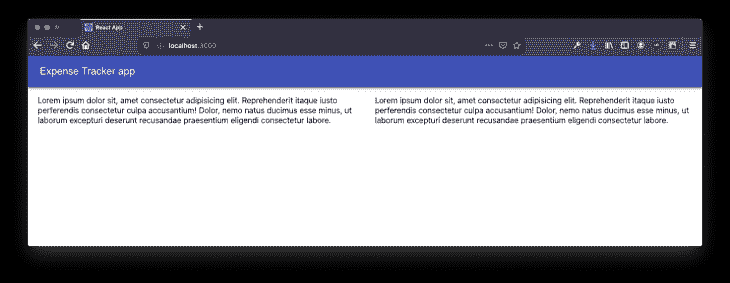 React App
localhost:3000
Expense Tracker app
Lorem ipsum dolor sit, amet consectetur adipisicing elit. Reprehenderit itaque iusto
perferendis consectetur culpa accusantium! Dolor, nemo natus ducimus esse minus, ut
laborum excepturi deserunt recusandae praesentium eligendi consectetur labore.
Lorem ipsum dolor sit, amet consectetur adipisicing elit. Reprehenderit itaque iusto
perferendis consectetur culpa accusantium! Dolor, nemo natus ducimus esse minus, ut
laborum excepturi deserunt recusandae praesentium eligendi consectetur labore.